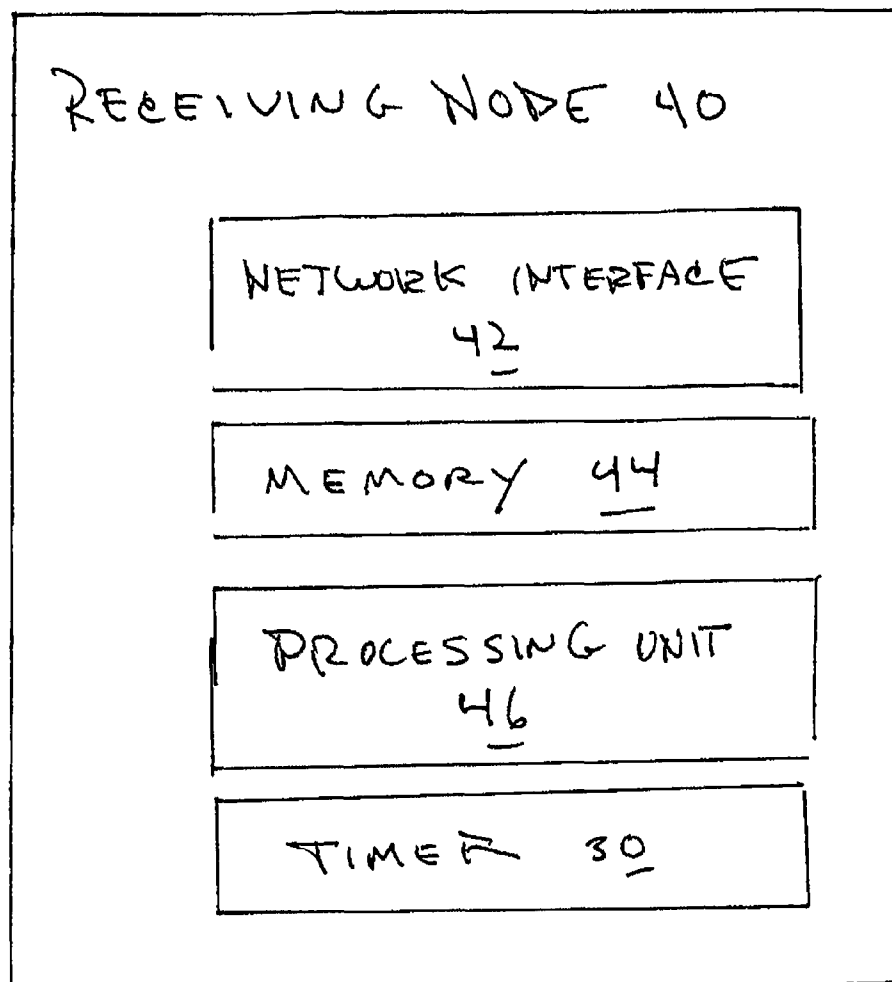 RECEIVING NODE 40
NETWORK INTERFACE
42
MEMORY 44
PROCESSING UNIT
46
TIMER 30